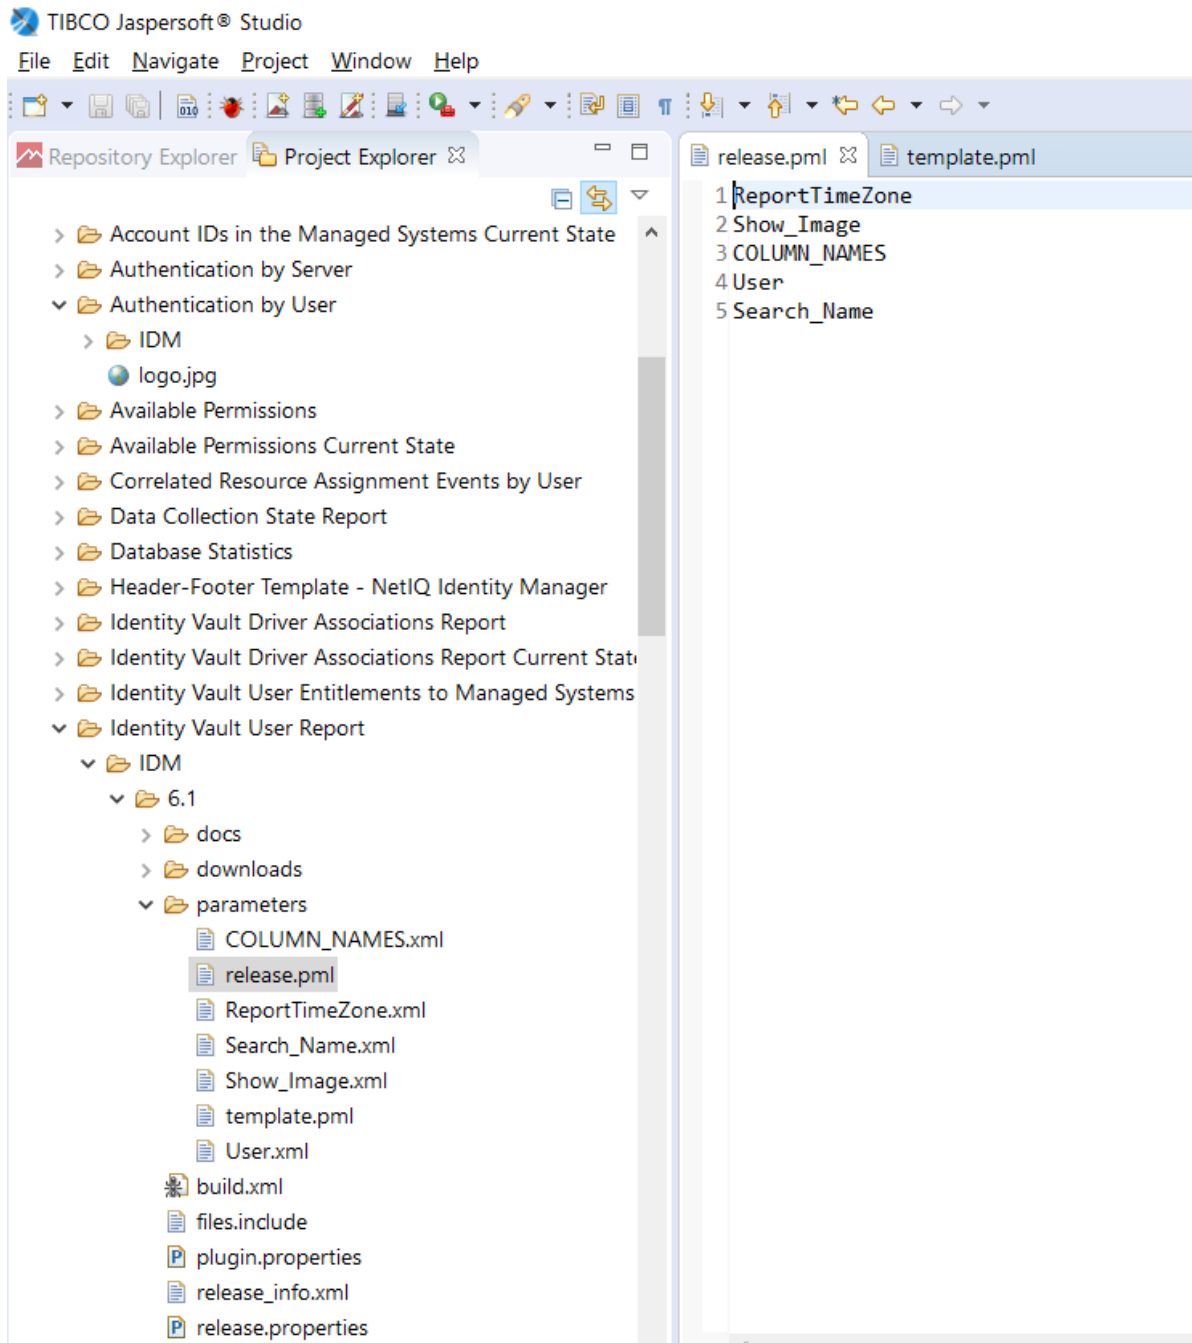 TIBCO Jaspersoft® Studio
File Edit Navigate Project Window Help
010
Repository Explorer Project Explorer
Account IDs in the Managed Systems Current State
Authentication by Server
Authentication by User
IDM
logo.jpg
Available Permissions
Available Permissions Current State
Correlated Resource Assignment Events by User
Data Collection State Report
Database Statistics
Header-Footer Template - NetIQ Identity Manager
Identity Vault Driver Associations Report
Identity Vault Driver Associations Report Current Stat
Identity Vault User Entitlements to Managed Systems
Identity Vault User Report
IDM
6.1
docs
downloads
parameters
COLUMN_NAMES.xml
release.pml
ReportTimeZone.xml
Search_Name.xml
Show_Image.xml
template.pml
User.xml
build.xml
files.include
P plugin.properties
release_info.xml
P release.properties
release.pml template.pml
1 ReportTimeZone
2 Show_Image
3 COLUMN_NAMES
4 User
5 Search_Name